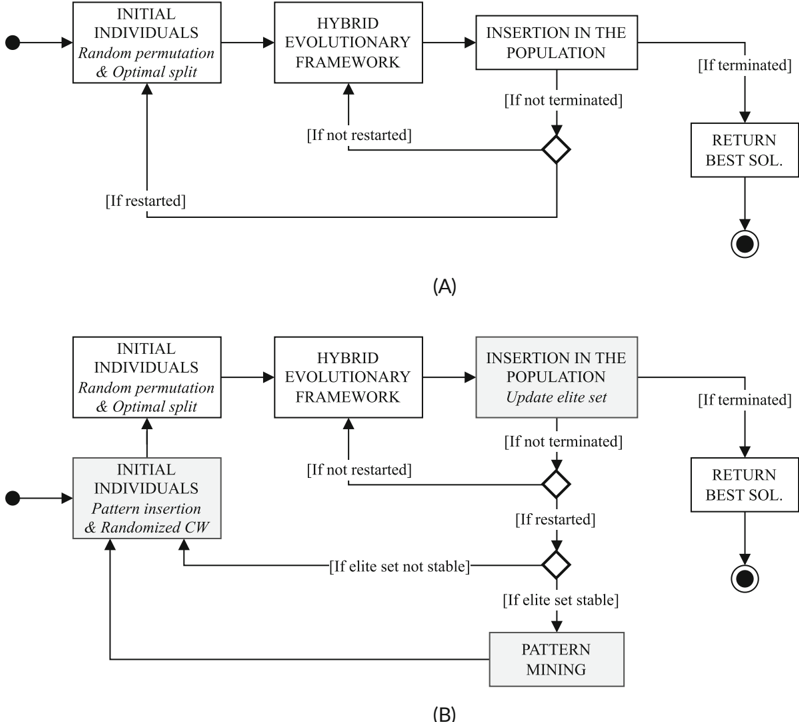 INITIAL
INDIVIDUALS
Random permutation
& Optimal split
HYBRID
EVOLUTIONARY
FRAMEWORK
INSERTION IN THE
POPULATION
[If terminated]
[If not terminated]
[If not restarted]
RETURN
BEST SOL.
[If restarted]
(A)
INITIAL
INDIVIDUALS
Random permutation
& Optimal split
HYBRID
EVOLUTIONARY
FRAMEWORK
INSERTION IN THE
POPULATION
Update elite set
[If terminated]
[If not terminated]
[If not restarted]
INITIAL
INDIVIDUALS
Pattern insertion
& Randomized CW
RETURN
BEST SOL.
[If restarted]
[If elite set not stable]
[If elite set stable]
PATTERN
MINING
(B)